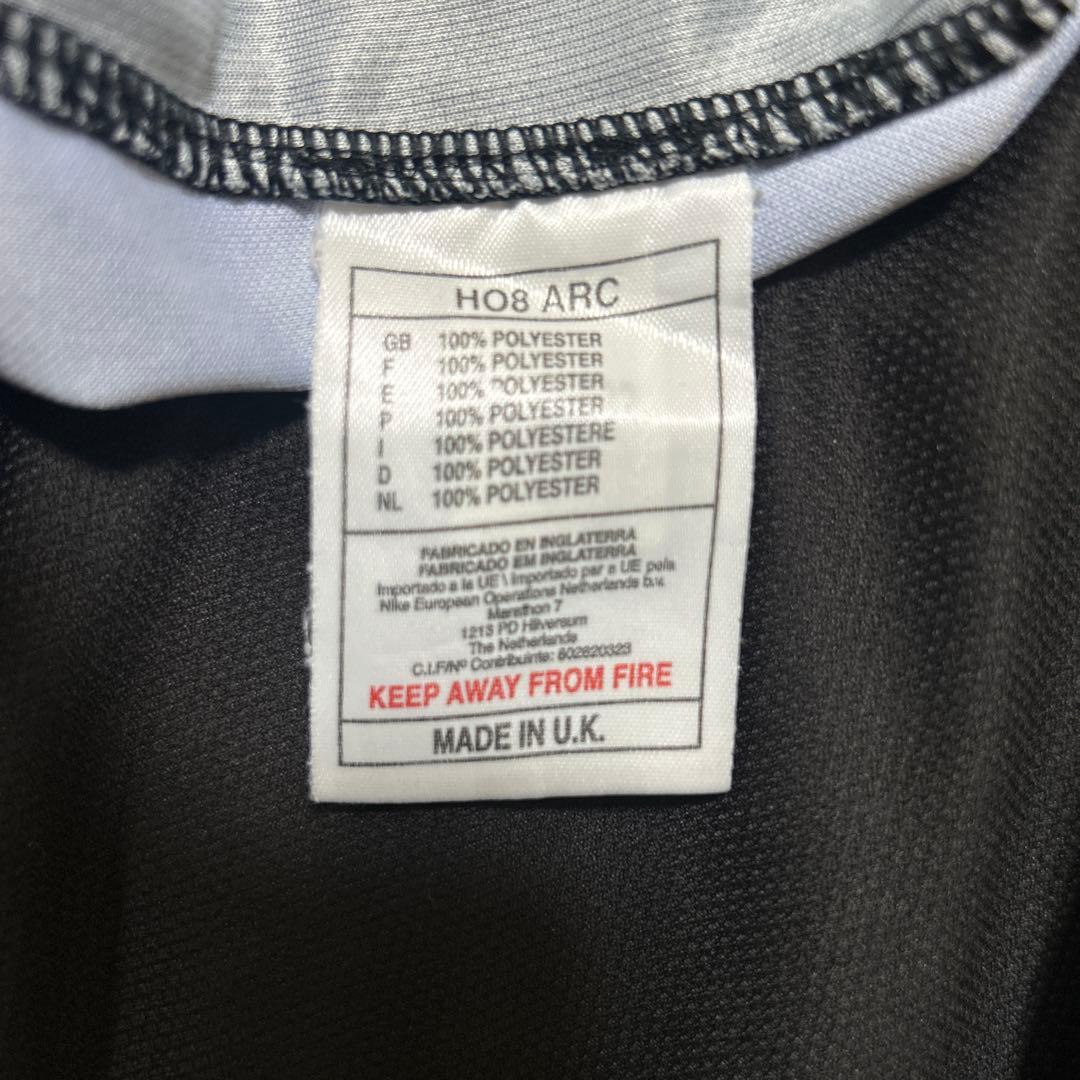 HO8 ARC
GB 100% POLYESTER
F 100% POLYESTER
E 100% POLYESTER
P 100% POLYESTER
I 100% POLYESTERE
D 100% POLYESTER
NL 100% POLYESTER
FABRICADO EN INGLATERRA
FABRICADO EM INGLATERRA
Importado a la UE \ Importado par a UE pala
Nike European Operations Netherlands b.v.
Marathon 7
1213 PD Hilversum
The Netherlands
C.I.F/Nº Contribuinte: 602820323
KEEP AWAY FROM FIRE
MADE IN U.K.